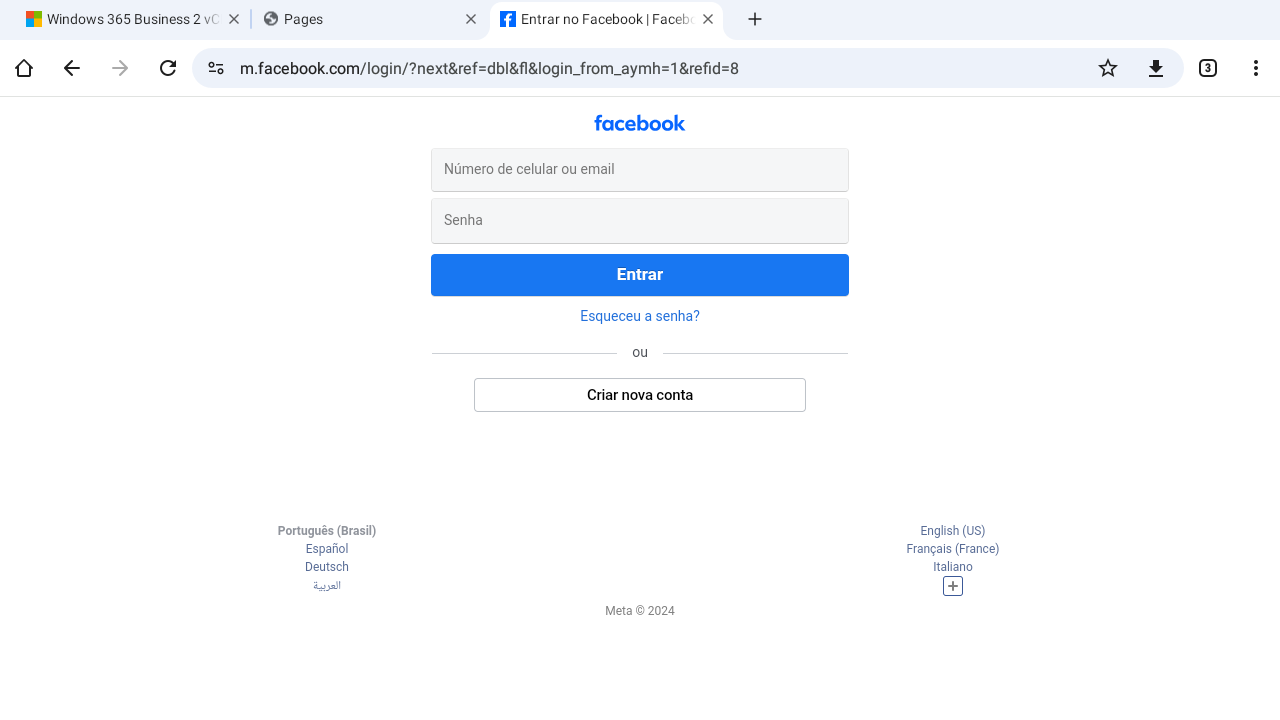 Windows 365 Business 2 vC
Pages
Entrar no Facebook | Facebo
m.facebook.com/login/?next&ref=dbl&fl&login_from_aymh=1&refid=8
3
facebook
Número de celular ou email
Senha
Entrar
Esqueceu a senha?
ou
Criar nova conta
Português (Brasil)
English (US)
Español
Français (France)
Deutsch
Italiano
العربية
Meta © 2024